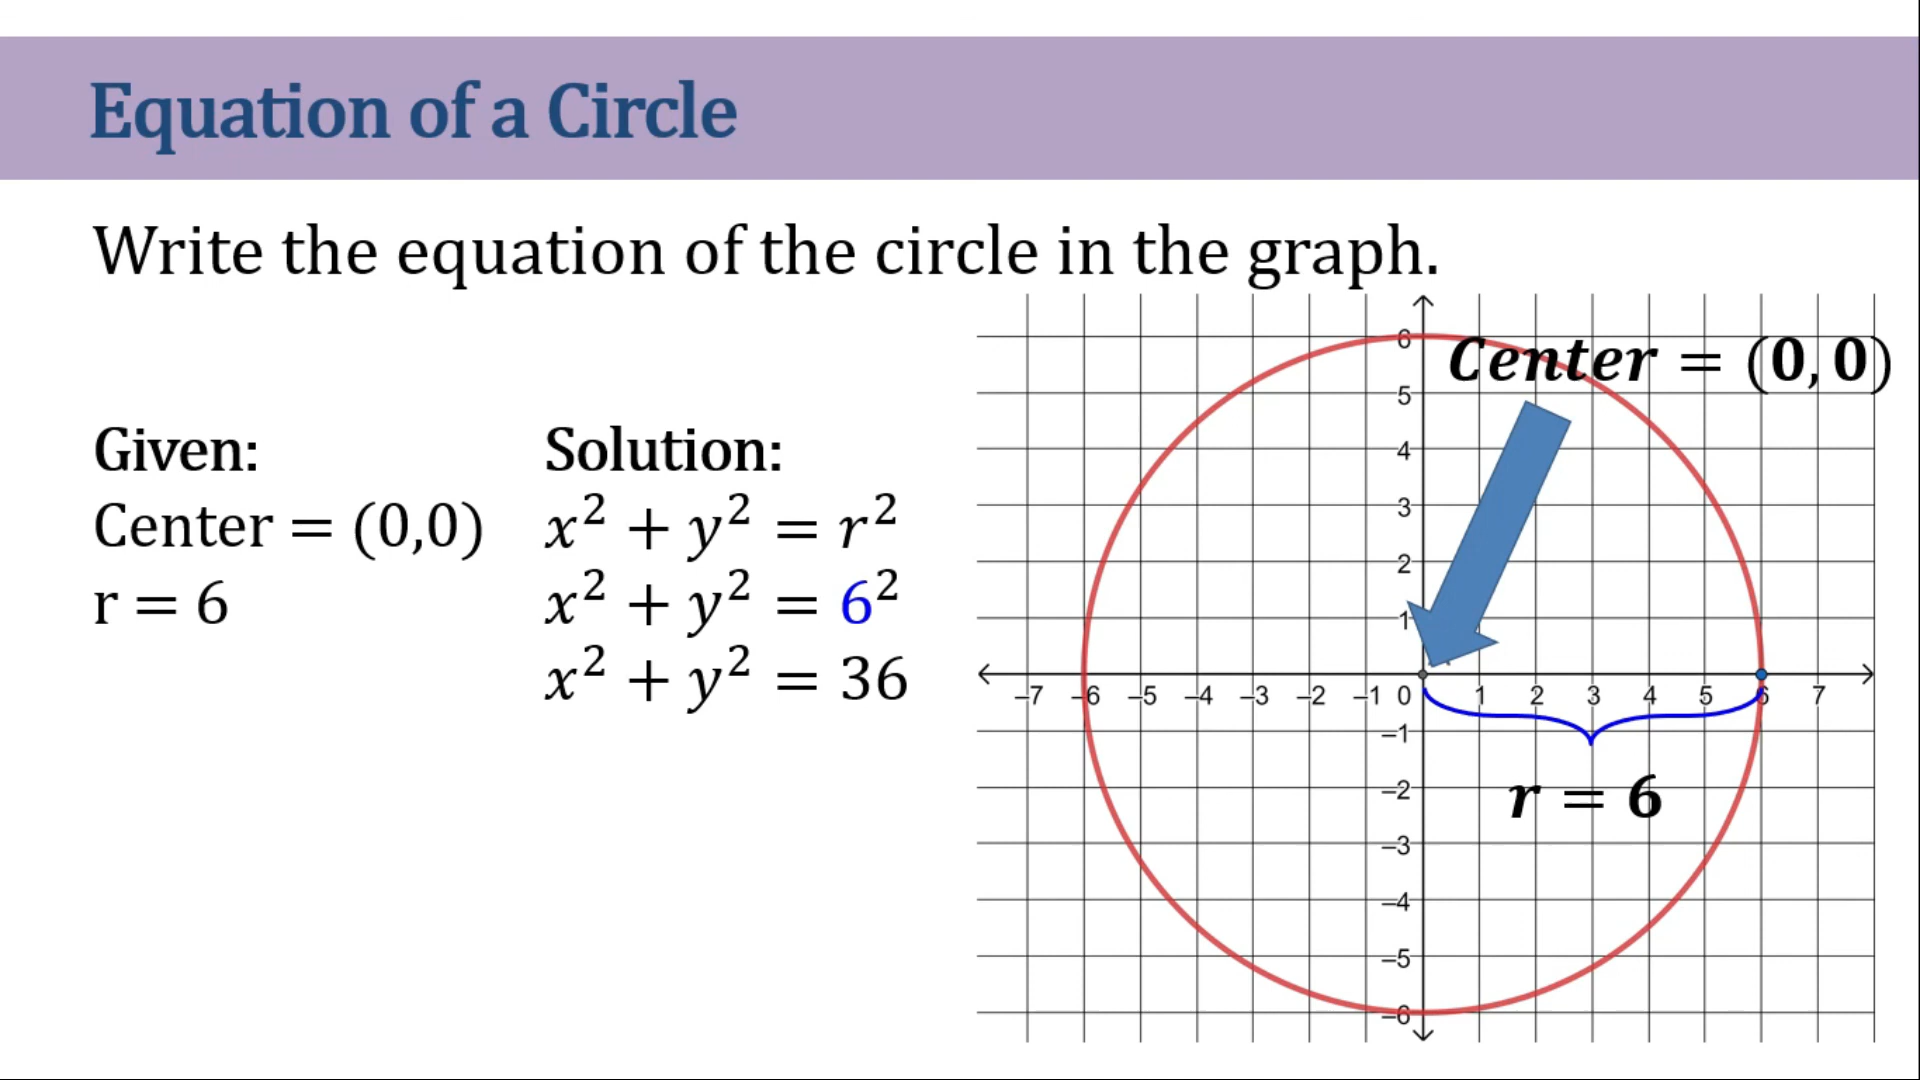 Equation of a Circle
Write the equation of the circle in the graph.
Given:
Center = (0,0)
r = 6
Solution:
x² + y² = r²
x² + y² = 6²
x² + y² = 36
Center = (0, 0)
6
5
4
3
2
1
–7 –6 –5 –4 –3 –2 –1 0 1 2 3 4 5 6 7
–1
–2
–3
–4
–5
–6
r = 6